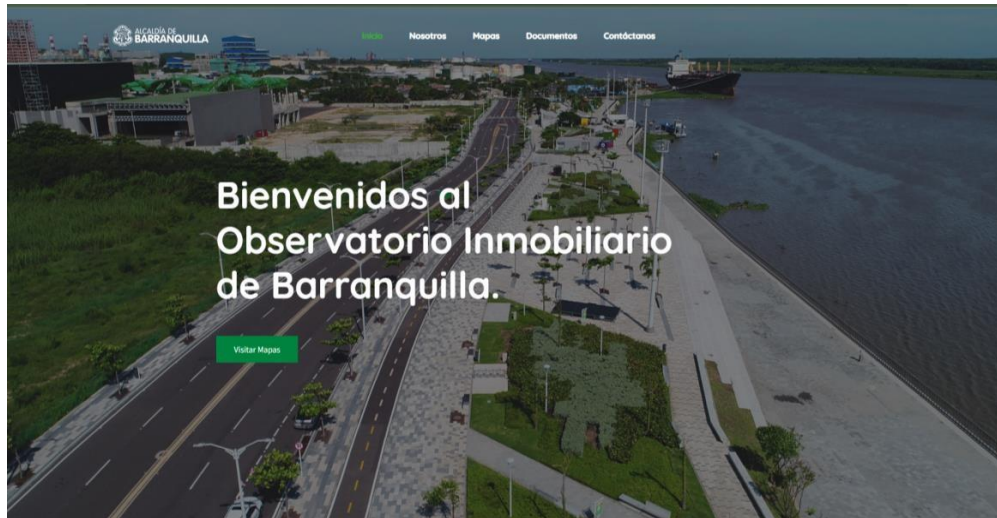 ALCALDÍA DE
BARRANQUILLA
Inicio
Nosotros
Mapas
Documentos
Contáctanos
Bienvenidos al
Observatorio Inmobiliario
de Barranquilla.
Visitar Mapas